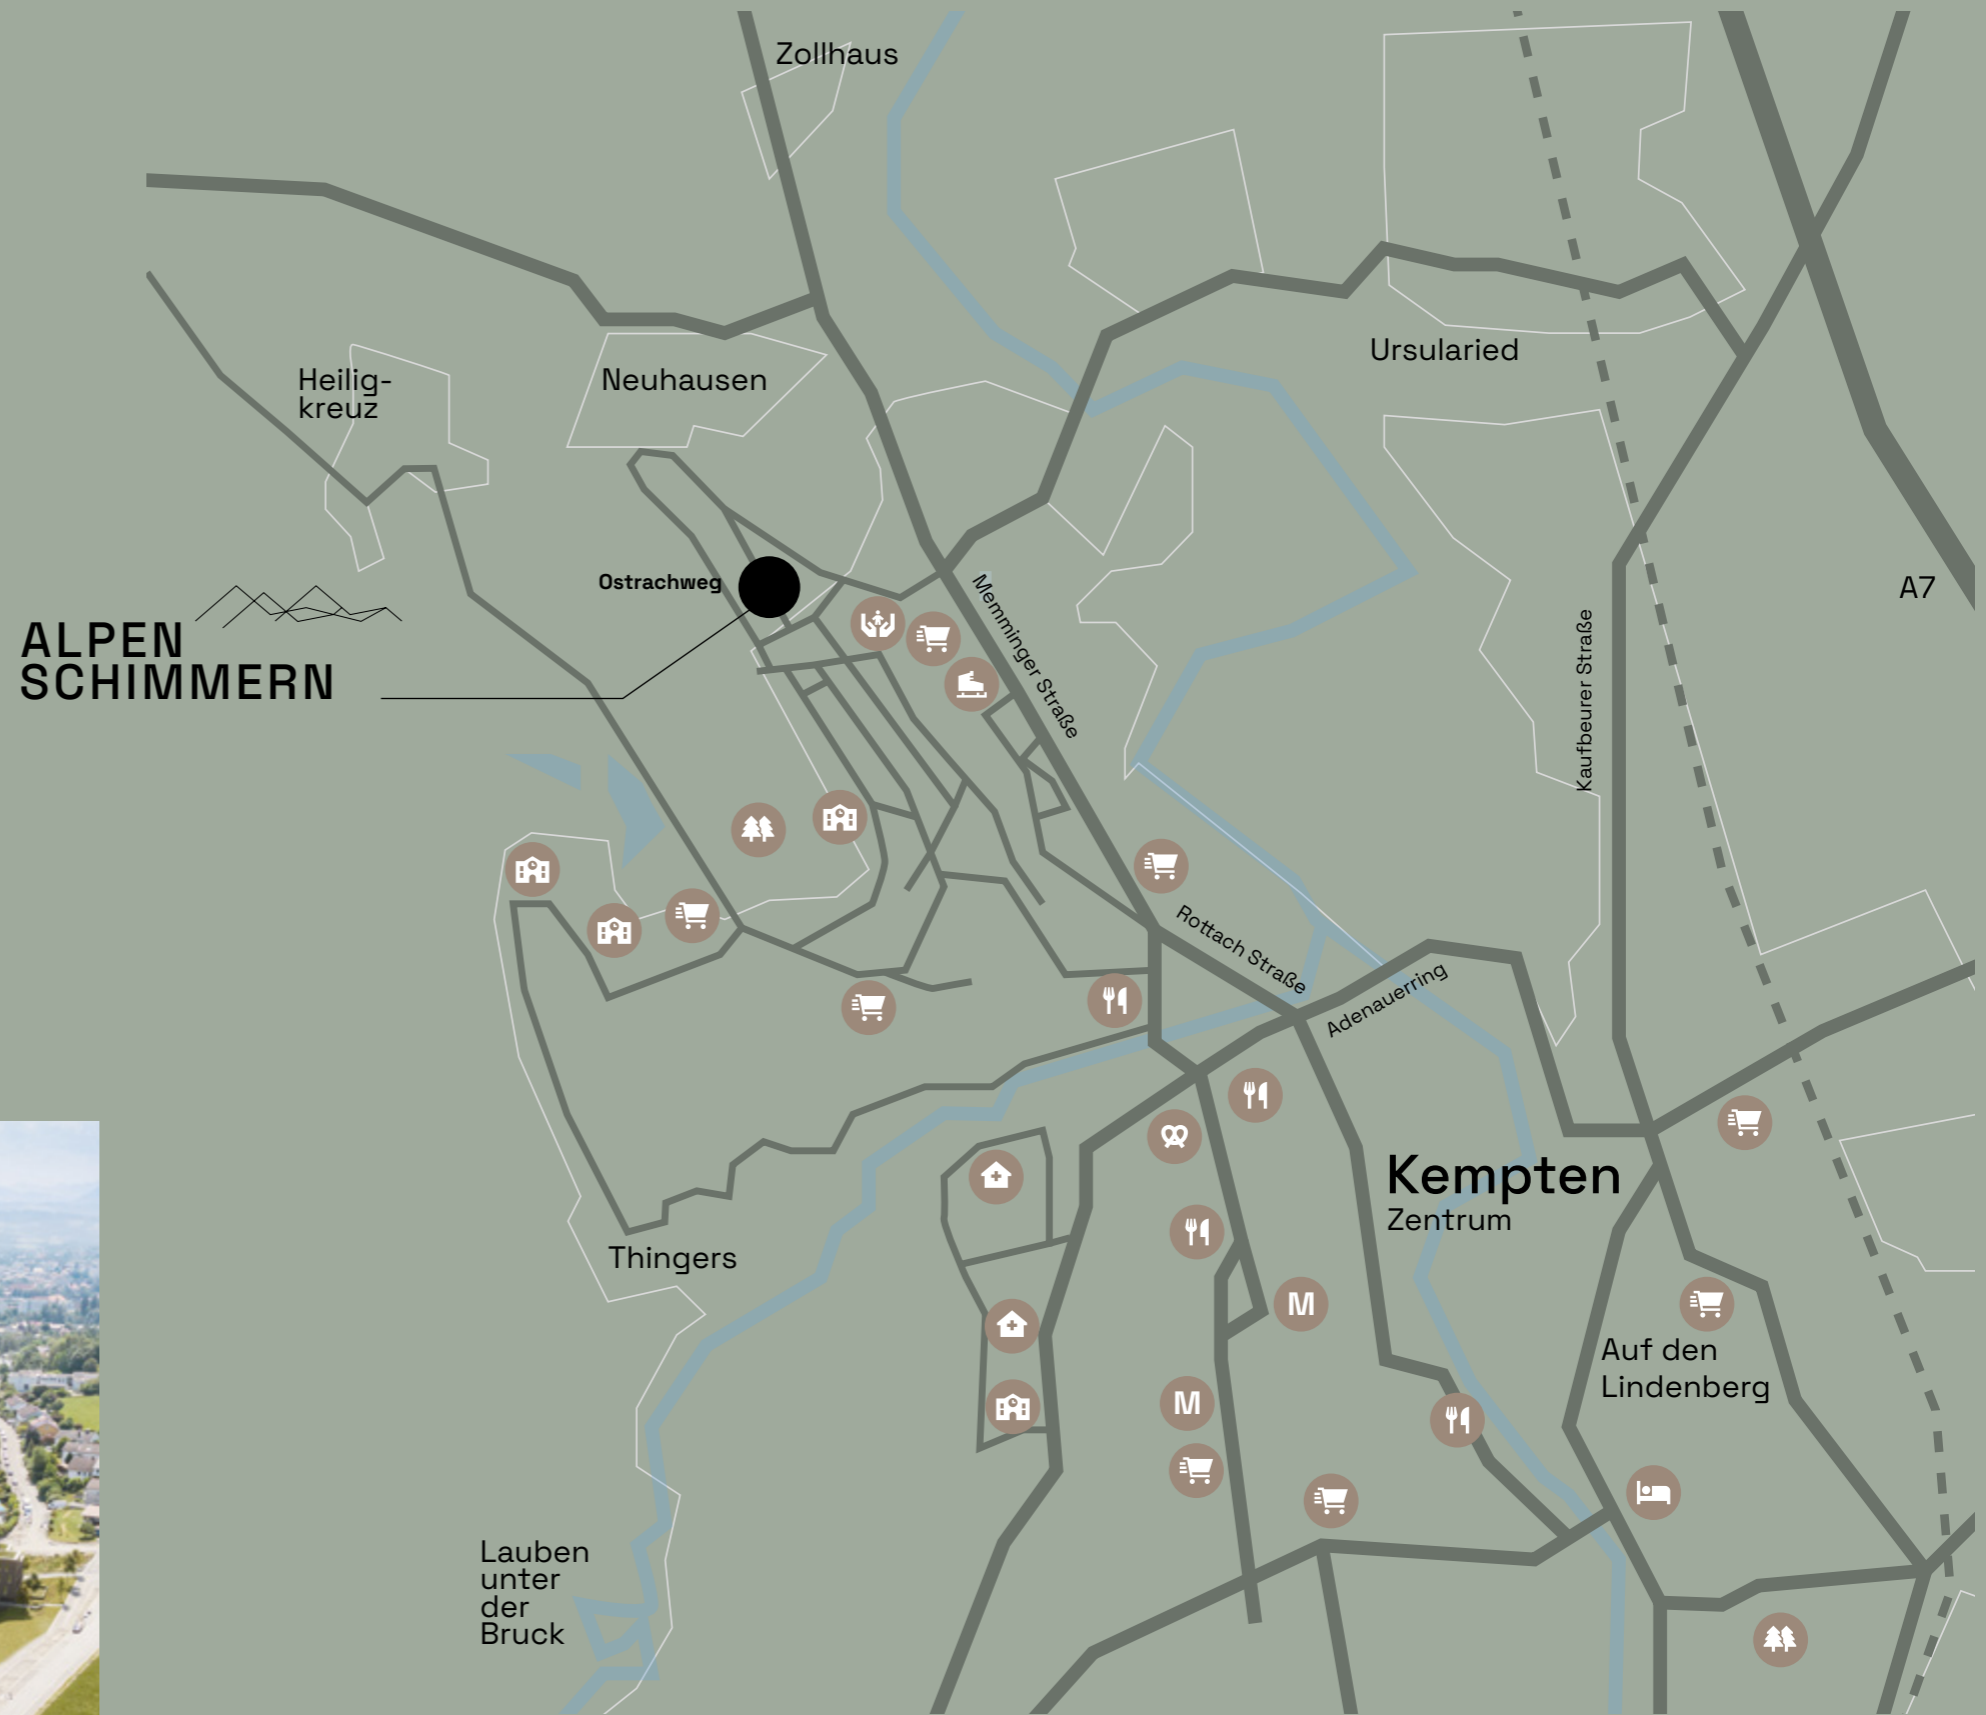 Zollhaus
Ursularied
Heilig-
kreuz
Neuhausen
Ostrachweg
A7
ALPEN
SCHIMMERN
Memminger Straße
Kaufbeurer Straße
Rottach Straße
Adenauerring
Kempten
Zentrum
Thingers
M
Auf den
Lindenberg
M
Lauben
unter
der
Bruck